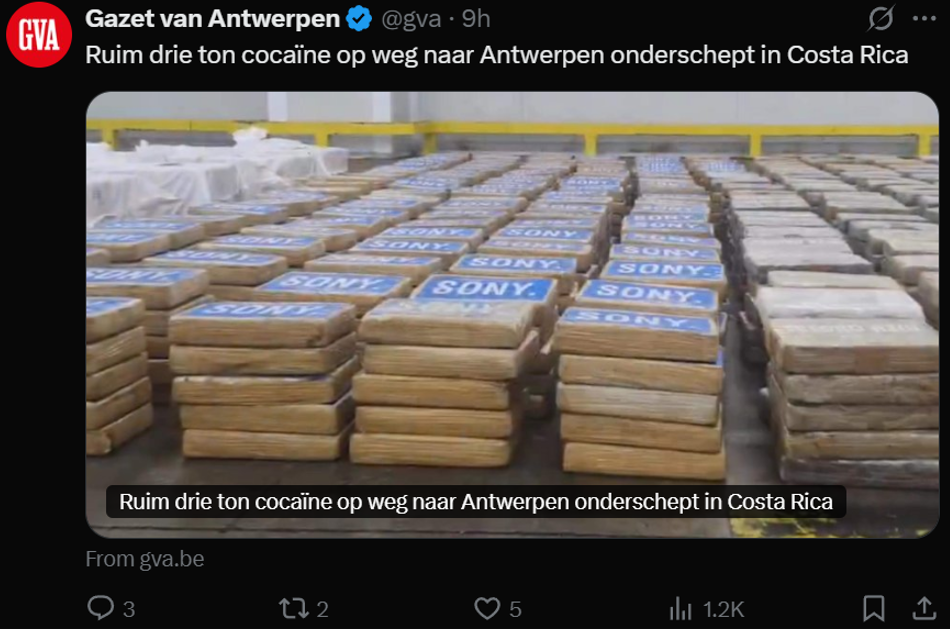 GVA
Gazet van Antwerpen @gva · 9h
Ruim drie ton cocaïne op weg naar Antwerpen onderschept in Costa Rica
SONY.
SONY.
SONY.
SONY.
SONY.
SONY.
SONY.
SONY.
SONY.
SONY.
Ruim drie ton cocaïne op weg naar Antwerpen onderschept in Costa Rica
From gva.be
3 2 5 1.2K